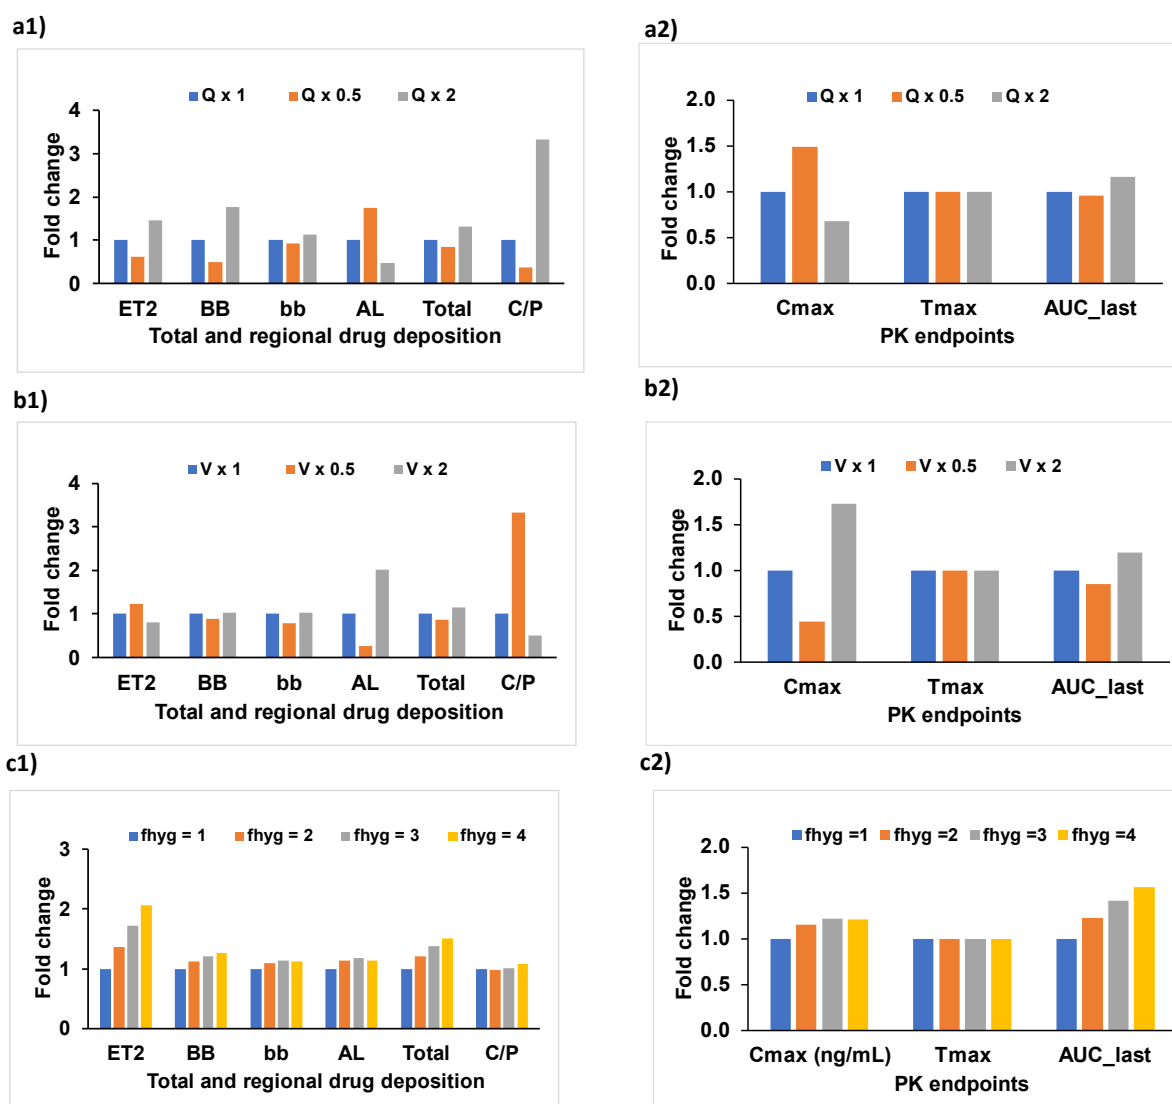 a1)
Q x 1 Q x 0.5 Q x 2
4
3
2
1
0
Fold change
ET2 BB bb AL Total C/P
Total and regional drug deposition
a2)
Q x 1 Q x 0.5 Q x 2
2.0
1.5
1.0
0.5
0.0
Fold change
Cmax Tmax AUC_last
PK endpoints
b1)
V x 1 V x 0.5 V x 2
4
3
2
1
0
Fold change
ET2 BB bb AL Total C/P
Total and regional drug deposition
b2)
V x 1 V x 0.5 V x 2
2.0
1.5
1.0
0.5
0.0
Fold change
Cmax Tmax AUC_last
PK endpoints
c1)
fhyg = 1 fhyg = 2 fhyg = 3 fhyg = 4
3
2
1
0
Fold change
ET2 BB bb AL Total C/P
Total and regional drug deposition
c2)
fhyg =1 fhyg =2 fhyg =3 fhyg =4
2.0
1.5
1.0
0.5
0.0
Fold change
Cmax (ng/mL) Tmax AUC_last
PK endpoints